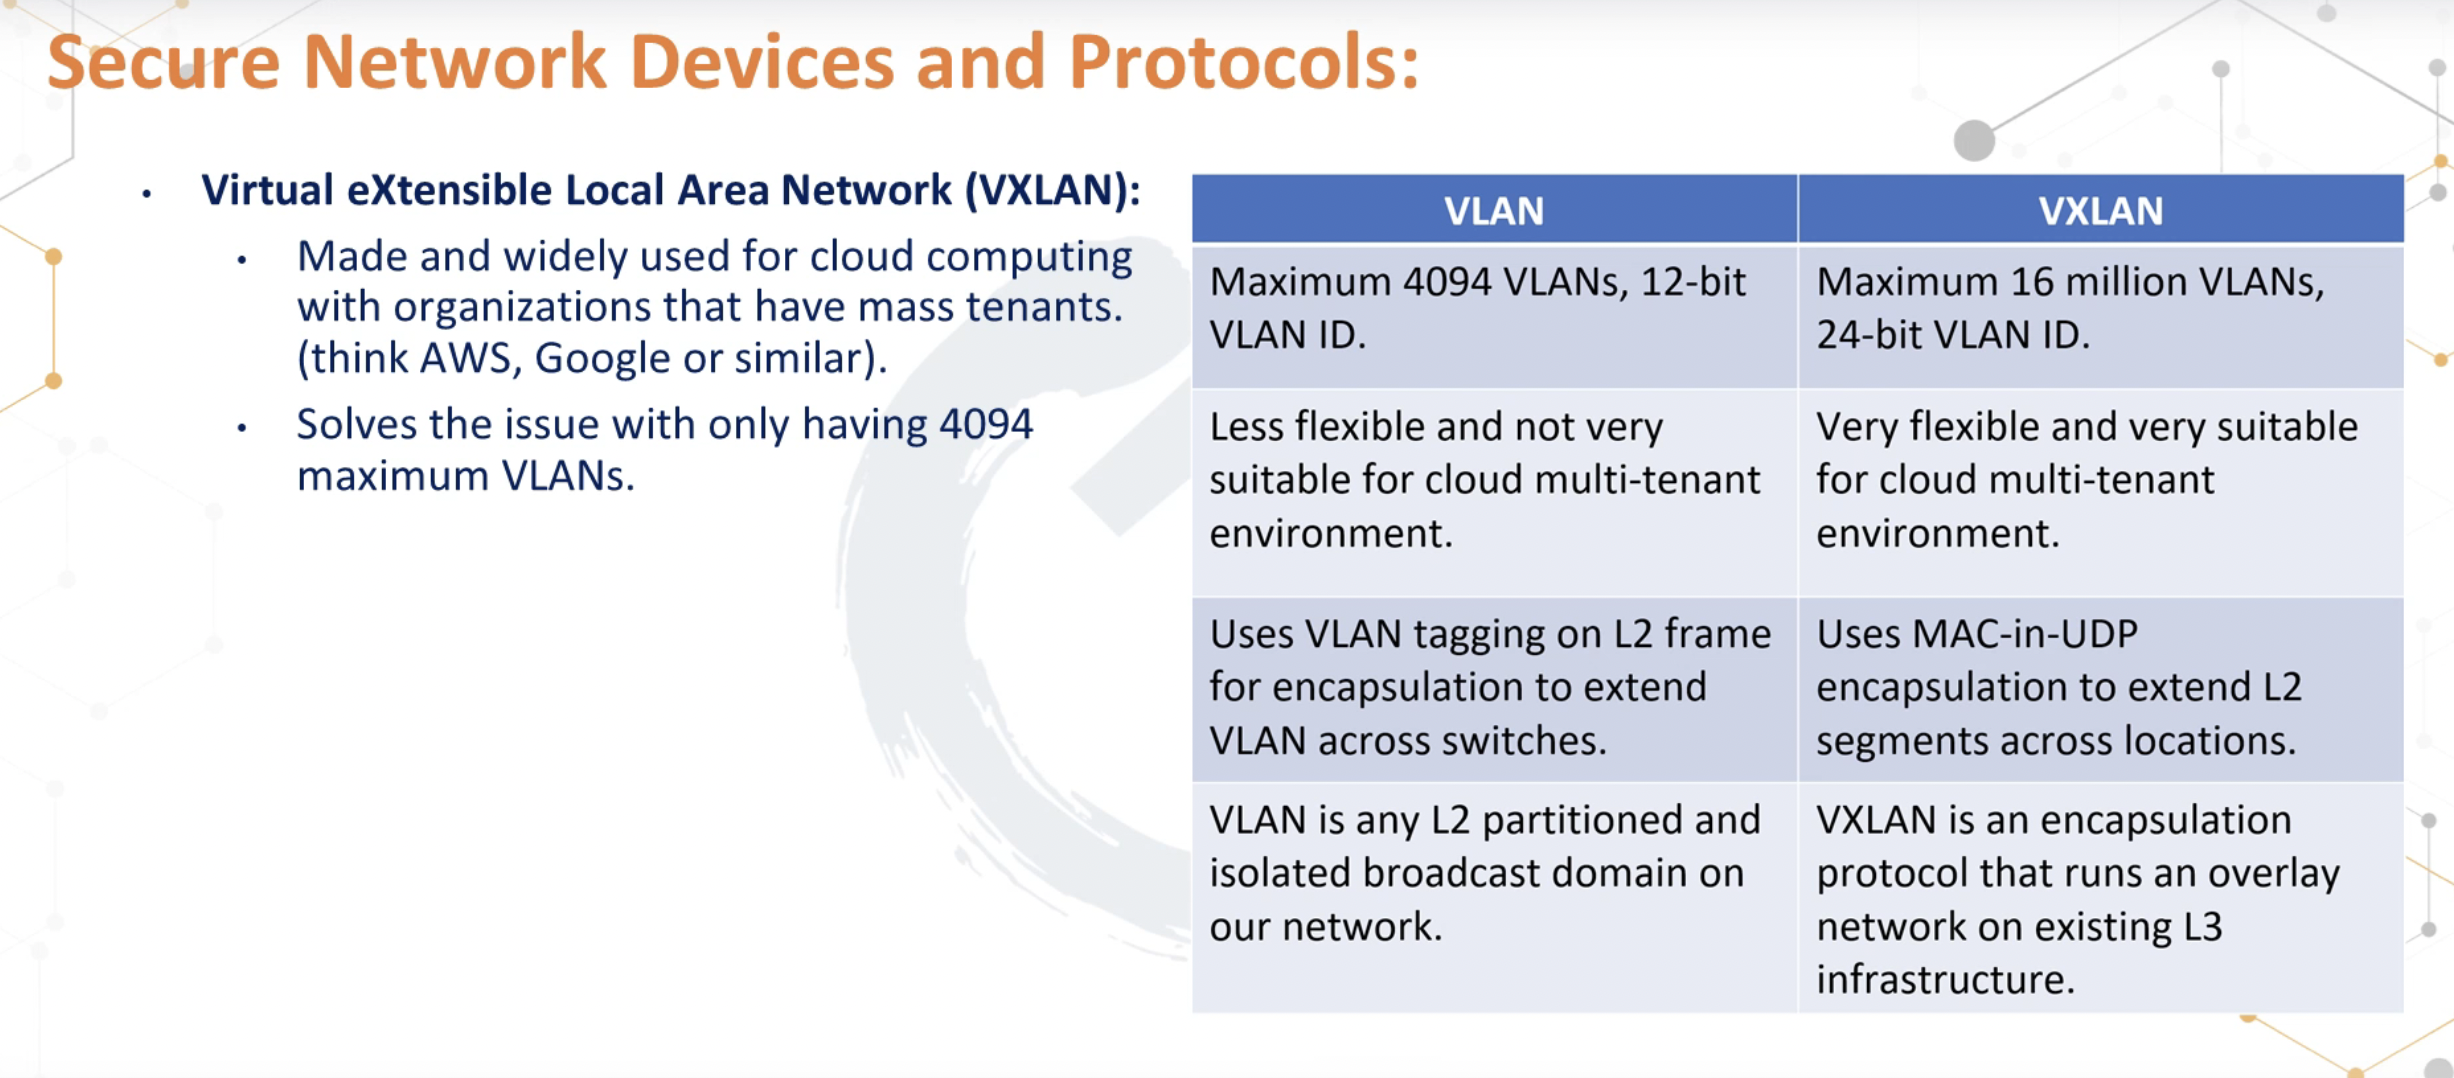 Secure Network Devices and Protocols:
• Virtual eXtensible Local Area Network (VXLAN):
• Made and widely used for cloud computing
with organizations that have mass tenants.
(think AWS, Google or similar).
• Solves the issue with only having 4094
maximum VLANs.
VLAN
VXLAN
Maximum 4094 VLANs, 12-bit
VLAN ID.
Maximum 16 million VLANs,
24-bit VLAN ID.
Less flexible and not very
suitable for cloud multi-tenant
environment.
Very flexible and very suitable
for cloud multi-tenant
environment.
Uses VLAN tagging on L2 frame
for encapsulation to extend
VLAN across switches.
Uses MAC-in-UDP
encapsulation to extend L2
segments across locations.
VLAN is any L2 partitioned and
isolated broadcast domain on
our network.
VXLAN is an encapsulation
protocol that runs an overlay
network on existing L3
infrastructure.